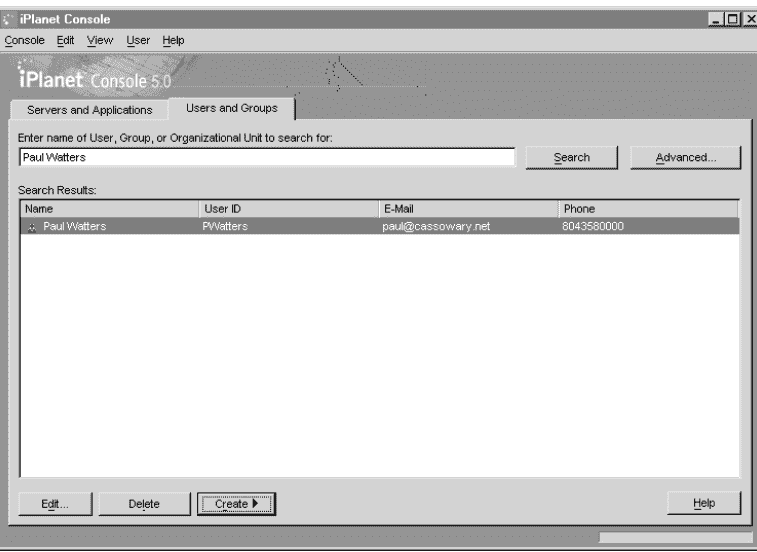 iPlanet Console
Console Edit View User Help
iPlanet Console 5.0
Servers and Applications Users and Groups
Enter name of User, Group, or Organizational Unit to search for:
Paul Watters Search Advanced...
Search Results:
Name User ID E-Mail Phone
Paul Watters PWatters paul@cassowary.net 8043580000
Edit... Delete Create Help